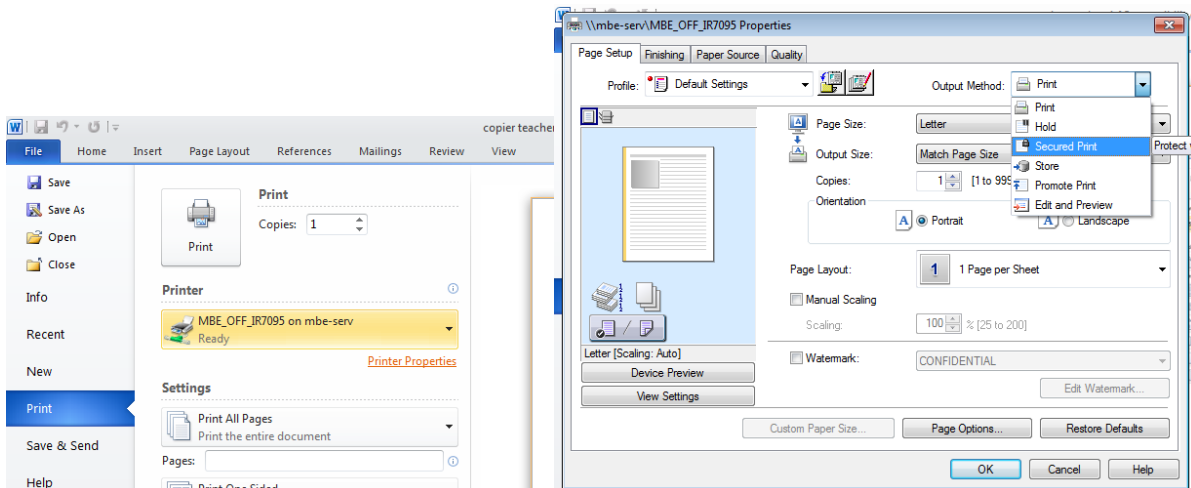 copier teacher
File Home Insert Page Layout References Mailings Review View
Save
Save As
Open
Close
Info
Recent
New
Print
Save & Send
Help
Print
Print
Copies: 1
Printer
MBE_OFF_IR7095 on mbe-serv
Ready
Printer Properties
Settings
Print All Pages
Print the entire document
Pages:
Print One Sided
\\mbe-serv\MBE_OFF_IR7095 Properties
Page Setup Finishing Paper Source Quality
Profile: Default Settings
Output Method: Print
Print
Hold
Secured Print
Store
Promote Print
Edit and Preview
Protect
Page Size: Letter
Output Size: Match Page Size
Copies: 1 [1 to 999
Orientation
A Portrait
A Landscape
Page Layout: 1 1 Page per Sheet
Manual Scaling
Scaling: 100 % [25 to 200]
Letter [Scaling: Auto]
Device Preview
View Settings
Watermark: CONFIDENTIAL
Edit Watermark...
Custom Paper Size... Page Options... Restore Defaults
OK Cancel Help